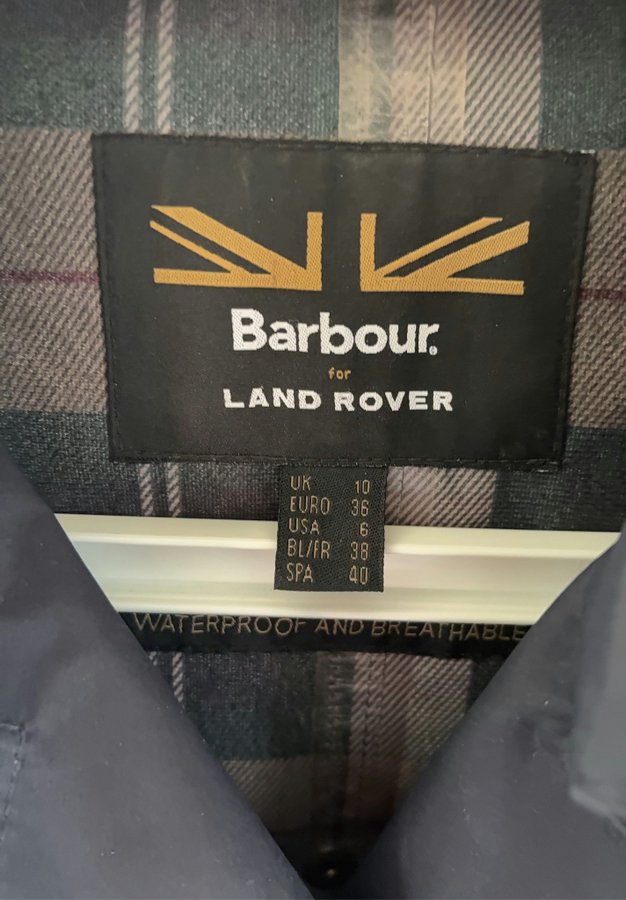 Barbour®
for
LAND ROVER
UK 10
EURO 36
USA 6
BL/FR 38
SPA 40
WATERPROOF AND BREATHABLE